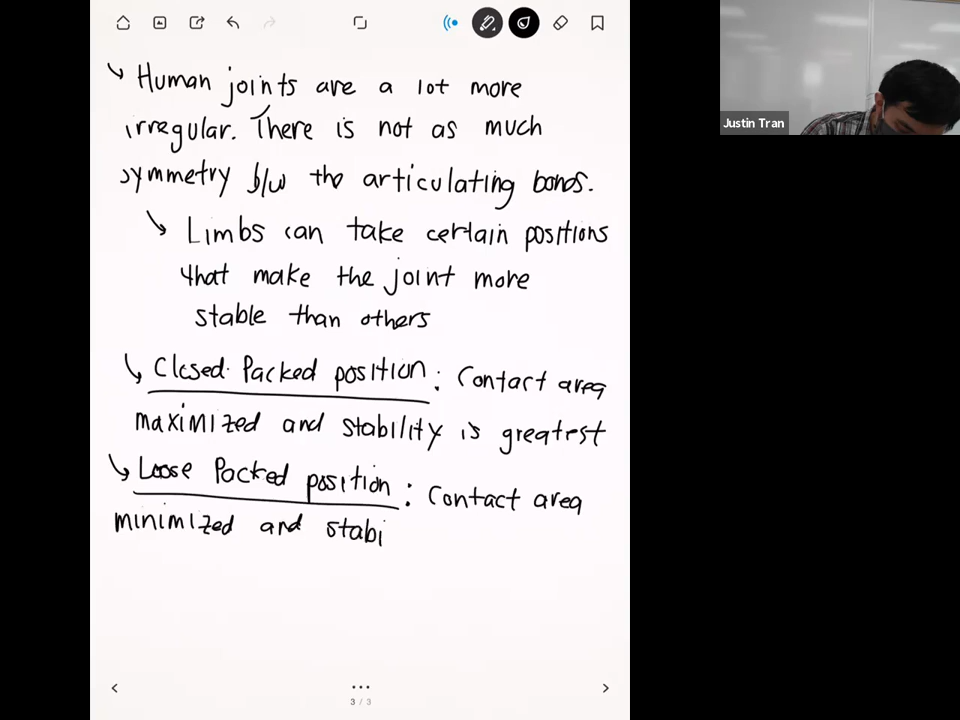 ↳ Human joints are a lot more
irregular. There is not as much
symmetry b/w the articulating bones.
↳ Limbs can take certain positions
that make the joint more
stable than others
↳ Closed Packed position: Contact area
maximized and stability is greatest
↳ Loose Packed position: Contact area
minimized and stabi
3 / 3
Justin Tran